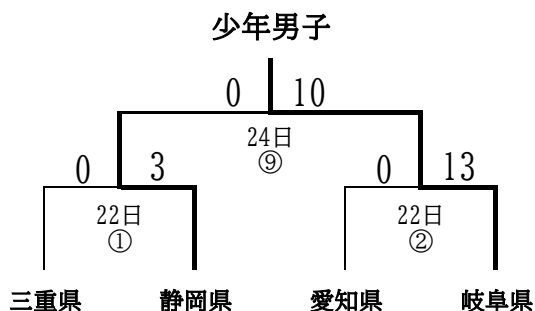 少年男子
0 10
24日
⑨
0 3 0 13
22日 22日
① ②
三重県 静岡県 愛知県 岐阜県